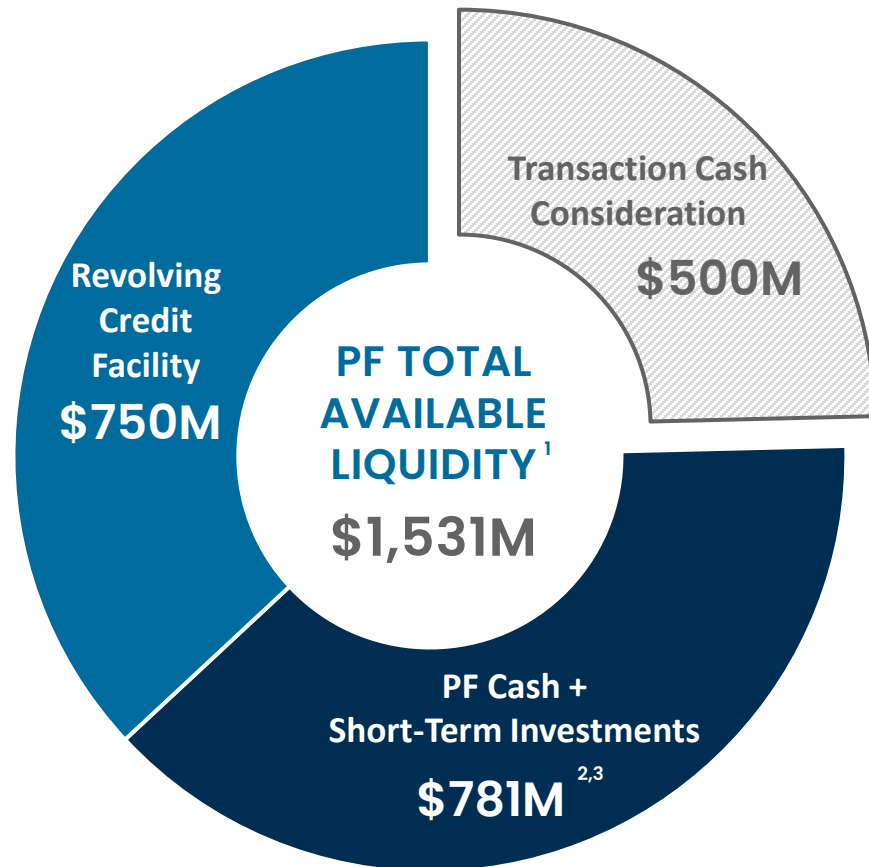 Transaction Cash
Consideration
$500M
Revolving
Credit
Facility
$750M
PF TOTAL
AVAILABLE
LIQUIDITY 1
$1,531M
PF Cash +
Short-Term Investments
$781M 2,3